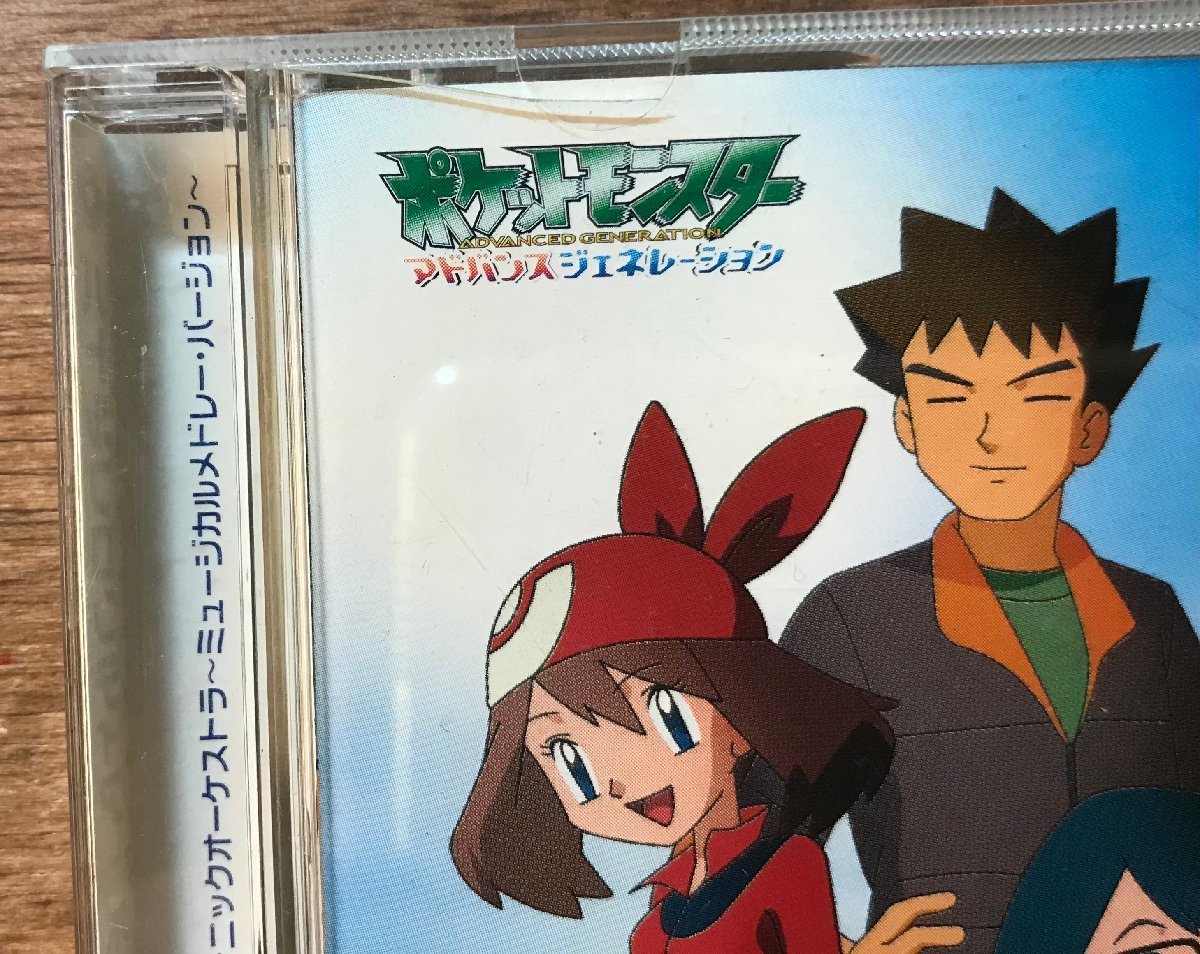 ポケットモンスター
ADVANCED GENERATION
アドバンスジェネレーション
ニックオーケストラ~ミュージカルメドレー・バージョン~